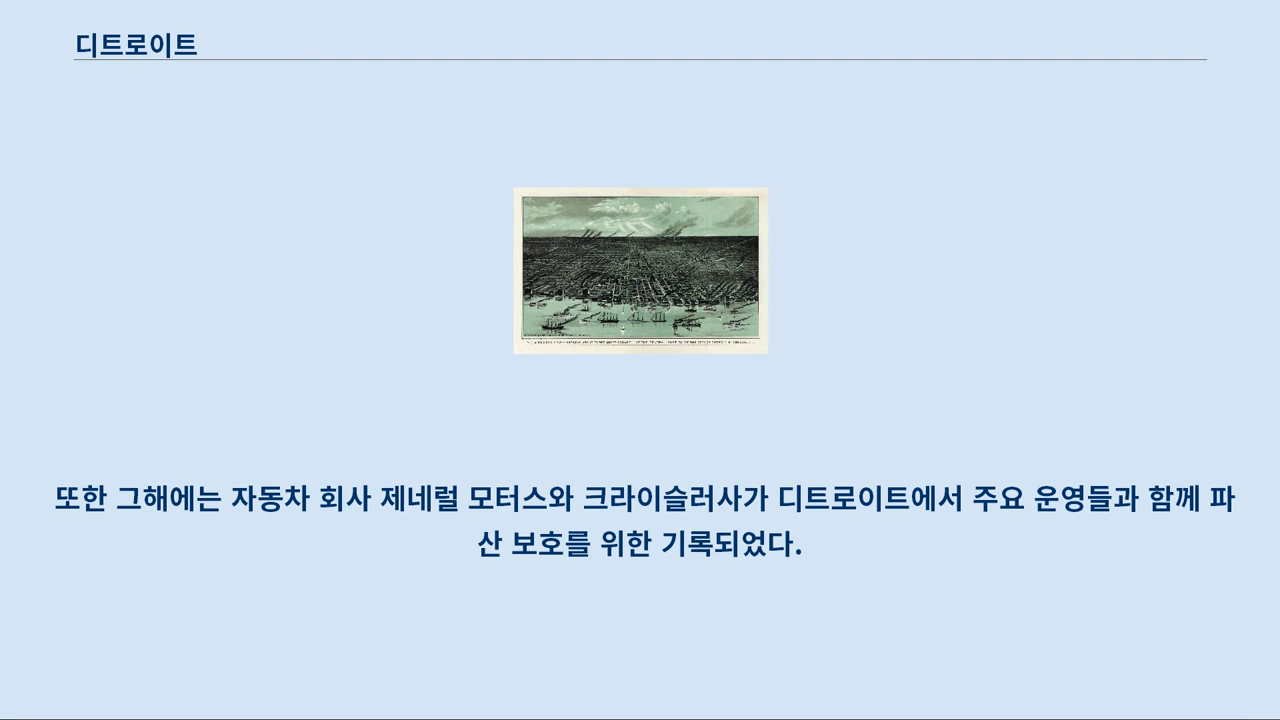 디트로이트
또한 그해에는 자동차 회사 제네럴 모터스와 크라이슬러사가 디트로이트에서 주요 운영들과 함께 파
산 보호를 위한 기록되었다.